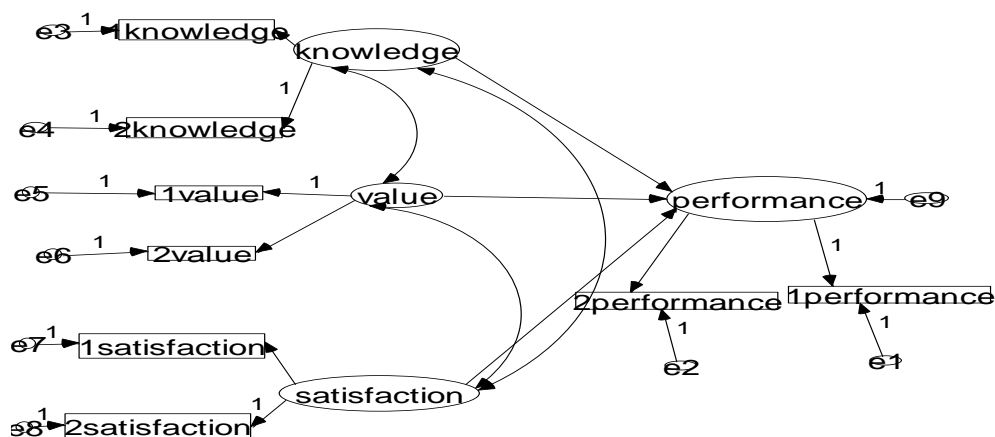 e3 1 1knowledge
knowledge
1
e4 1 2knowledge
e5 1 1value 1 value
performance 1 e9
e6 1 2value
1
2performance 1performance
1 1
e2 e1
e7 1 1satisfaction
satisfaction
1
e8 1 2satisfaction